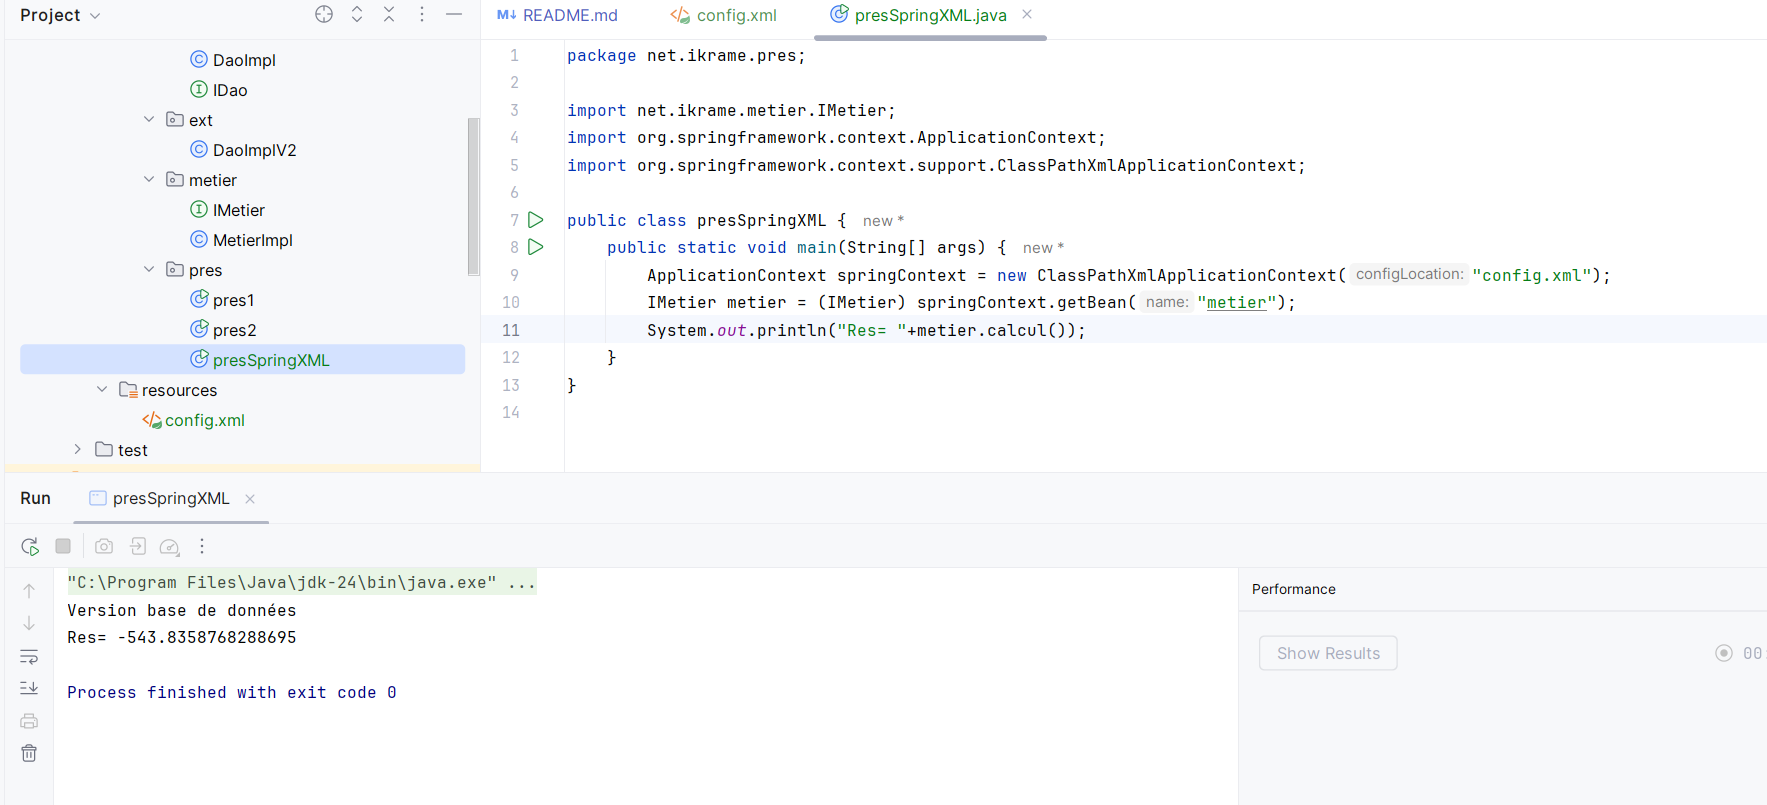 Project
README.md
config.xml
presSpringXML.java
DaoImpl
IDao
ext
DaoImplV2
metier
IMetier
MetierImpl
pres
pres1
pres2
presSpringXML
resources
config.xml
test
1 package net.ikrame.pres;
2
3 import net.ikrame.metier.IMetier;
4 import org.springframework.context.ApplicationContext;
5 import org.springframework.context.support.ClassPathXmlApplicationContext;
6
7 public class presSpringXML { new *
8 public static void main(String[] args) { new *
9 ApplicationContext springContext = new ClassPathXmlApplicationContext( configLocation: "config.xml");
10 IMetier metier = (IMetier) springContext.getBean( name: "metier");
11 System.out.println("Res= "+metier.calcul());
12 }
13 }
14
Run presSpringXML
"C:\Program Files\Java\jdk-24\bin\java.exe" ...
Version base de données
Res= -543.8358768288695
Process finished with exit code 0
Performance
Show Results
00: